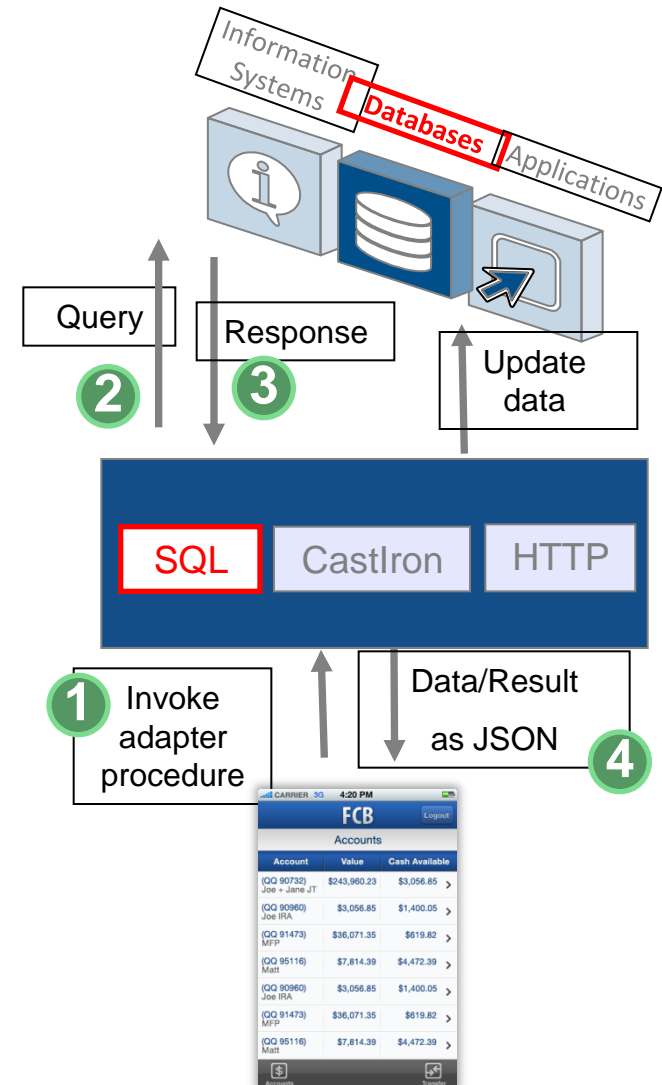 Information
Systems
Databases
Applications
Query
Response
2
3
Update
data
SQL
CastIron
HTTP
1
Invoke
adapter
procedure
Data/Result
as JSON
4
CARRIER 3G 4:20 PM
FCB
Logout
Accounts
Account Value Cash Available
(QQ 90732) $243,960.23 $3,056.85
Joe + Jane JT
(QQ 90960) $3,056.85 $1,400.05
Joe IRA
(QQ 91473) $36,071.35 $619.82
MFP
(QQ 95116) $7,814.39 $4,472.39
Matt
(QQ 90960) $3,056.85 $1,400.05
Joe IRA
(QQ 91473) $36,071.35 $619.82
MFP
(QQ 95116) $7,814.39 $4,472.39
Matt
Accounts Transfer